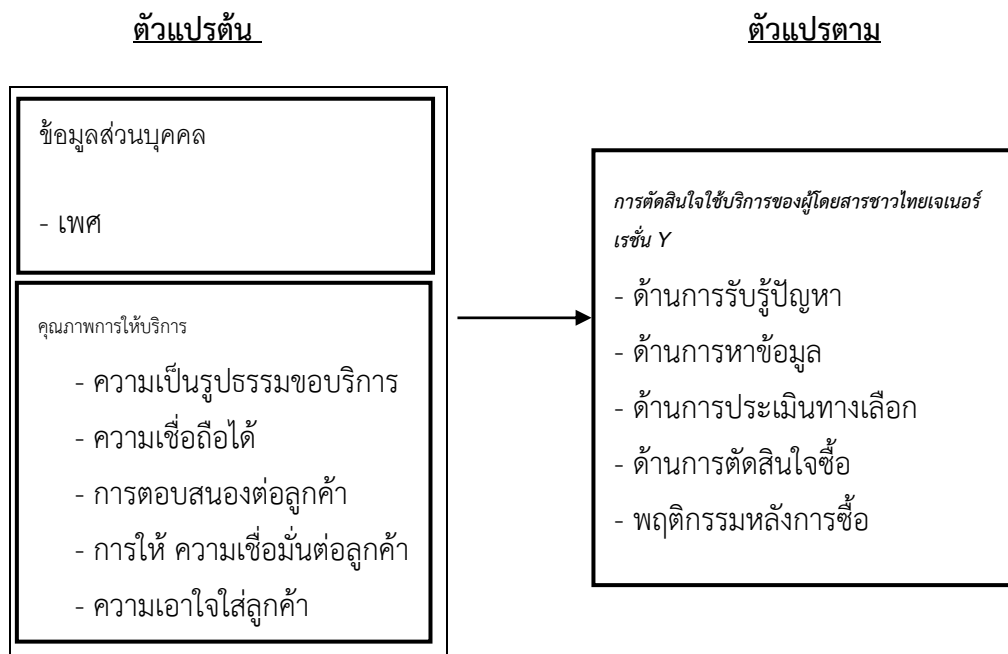 ตัวแปรต้น
ตัวแปรตาม
ข้อมูลส่วนบุคคล
- เพศ
คุณภาพการให้บริการ
- ความเป็นรูปธรรมขอบริการ
- ความเชื่อถือได้
- การตอบสนองต่อลูกค้า
- การให้ ความเชื่อมั่นต่อลูกค้า
- ความเอาใจใส่ลูกค้า
การตัดสินใจใช้บริการของผู้โดยสารชาวไทยเจเนอร์
เรชั่น Y
- ด้านการรับรู้ปัญหา
- ด้านการหาข้อมูล
- ด้านการประเมินทางเลือก
- ด้านการตัดสินใจซื้อ
- พฤติกรรมหลังการซื้อ